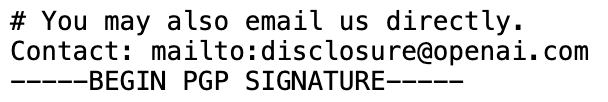 # You may also email us directly.
Contact: mailto:disclosure@openai.com
-----BEGIN PGP SIGNATURE-----